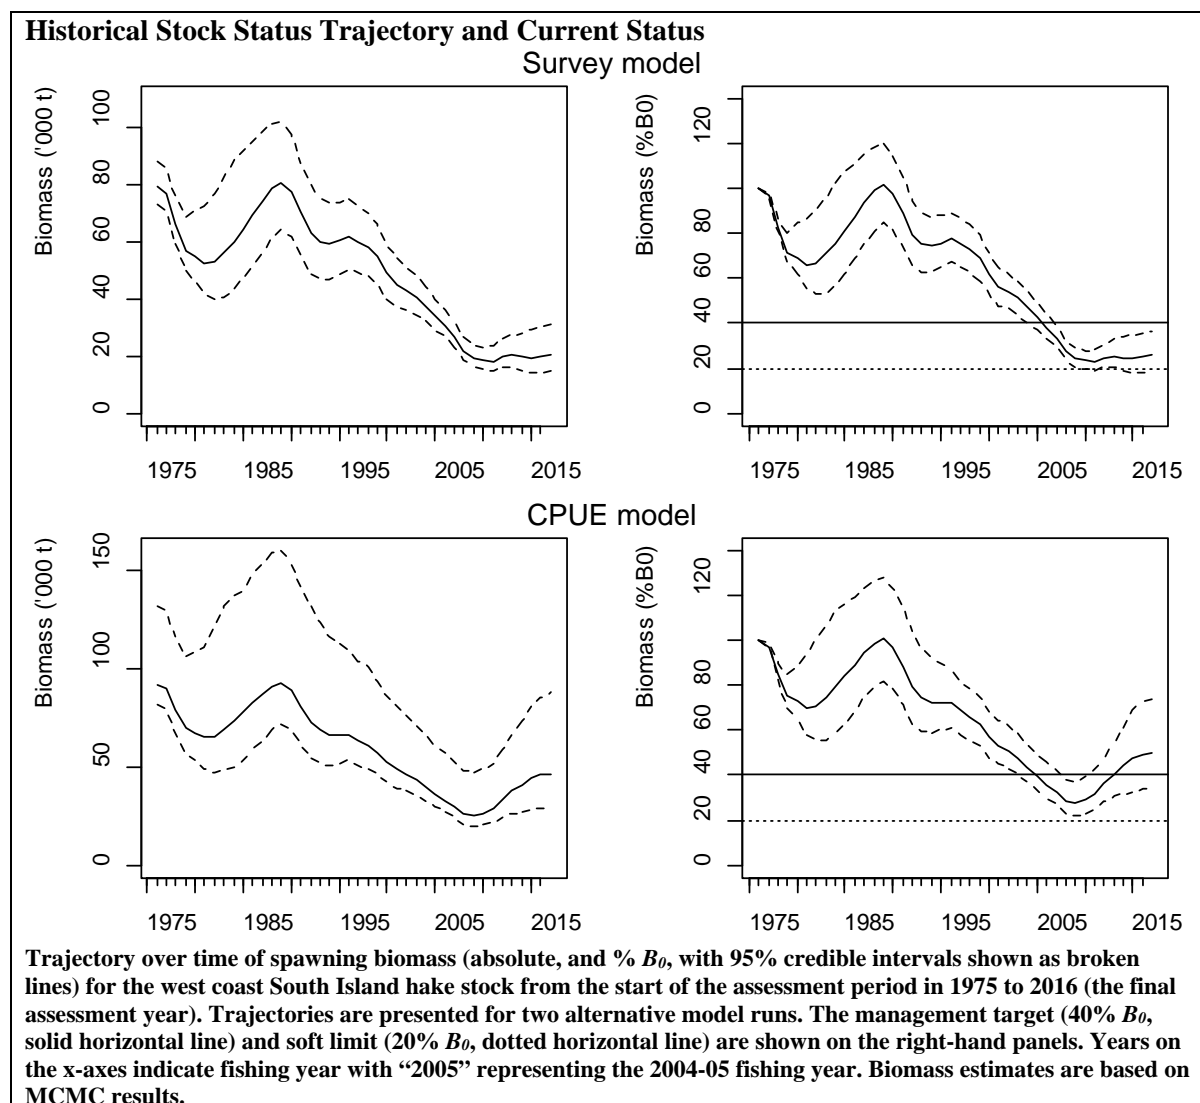 Historical Stock Status Trajectory and Current Status
Survey model
Biomass ('000 t)
0 20 40 60 80 100
1975 1985 1995 2005 2015
Biomass (%B0)
0 20 40 60 80 120
1975 1985 1995 2005 2015
CPUE model
Biomass ('000 t)
0 50 100 150
1975 1985 1995 2005 2015
Biomass (%B0)
0 20 40 60 80 120
1975 1985 1995 2005 2015
Trajectory over time of spawning biomass (absolute, and % B0, with 95% credible intervals shown as broken
lines) for the west coast South Island hake stock from the start of the assessment period in 1975 to 2016 (the final
assessment year). Trajectories are presented for two alternative model runs. The management target (40% B0,
solid horizontal line) and soft limit (20% B0, dotted horizontal line) are shown on the right-hand panels. Years on
the x-axes indicate fishing year with “2005” representing the 2004-05 fishing year. Biomass estimates are based on
MCMC results.